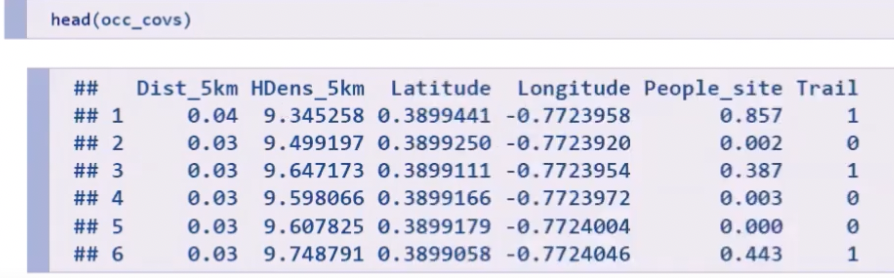 head(occ_covs)
##   Dist_5km HDens_5km  Latitude  Longitude People_site Trail
## 1     0.04  9.345258 0.3899441 -0.7723958       0.857     1
## 2     0.03  9.499197 0.3899250 -0.7723920       0.002     0
## 3     0.03  9.647173 0.3899111 -0.7723954       0.387     1
## 4     0.03  9.598066 0.3899166 -0.7723972       0.003     0
## 5     0.03  9.607825 0.3899179 -0.7724004       0.000     0
## 6     0.03  9.748791 0.3899058 -0.7724046       0.443     1